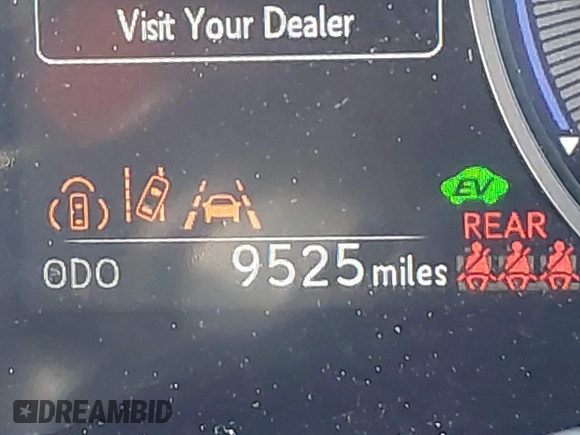 Visit Your Dealer
EV
REAR
ODO 9525 miles
DREAMBID